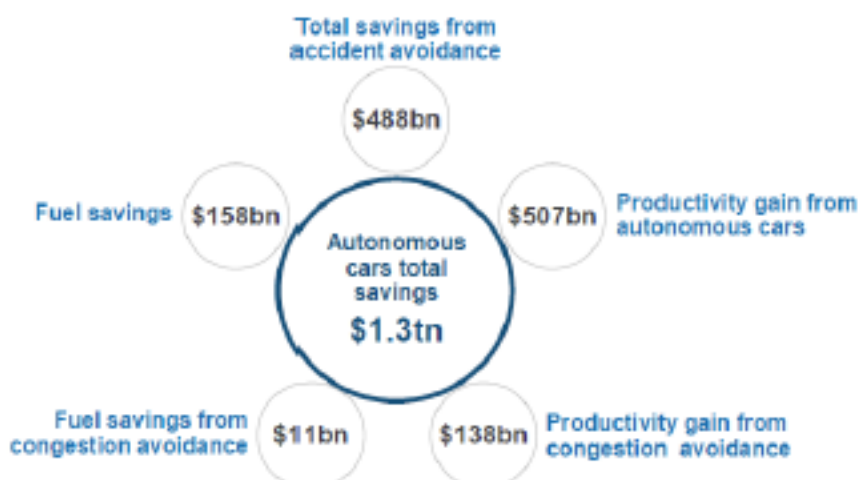 Total savings from
accident avoidance
$488bn
Fuel savings
$158bn
$507bn
Productivity gain from
autonomous cars
Autonomous
cars total
savings
$1.3tn
Fuel savings from
congestion avoidance
$11bn
$138bn
Productivity gain from
congestion avoidance